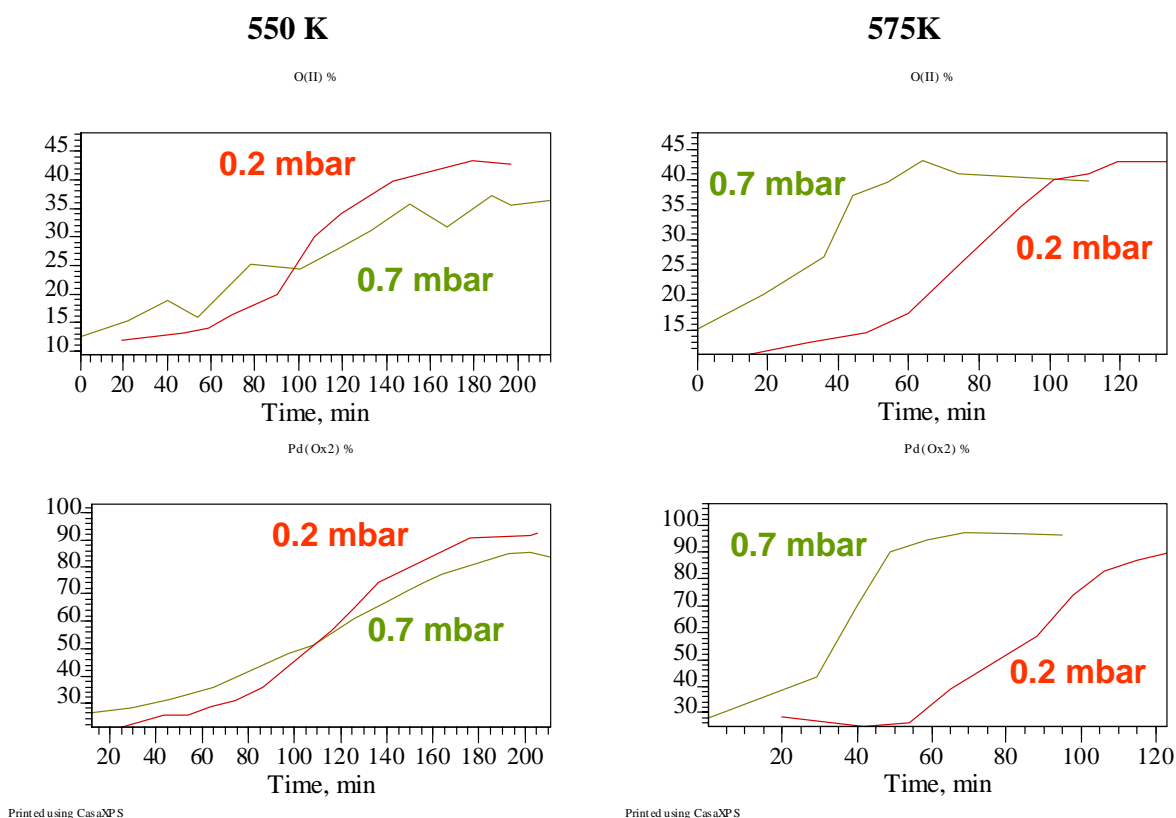 550 K
O(II) %
45
40
35
30
25
20
15
10
0.2 mbar
0.7 mbar
0 20 40 60 80 100 120 140 160 180 200
Time, min
Pd(Ox2) %
100
90
80
70
60
50
40
30
0.2 mbar
0.7 mbar
20 40 60 80 100 120 140 160 180 200
Time, min
Printed using CasaXPS
575K
O(II) %
45
40
35
30
25
20
15
0.7 mbar
0.2 mbar
0 20 40 60 80 100 120
Time, min
Pd(Ox2) %
100
90
80
70
60
50
40
30
0.7 mbar
0.2 mbar
20 40 60 80 100 120
Time, min
Printed using CasaXPS